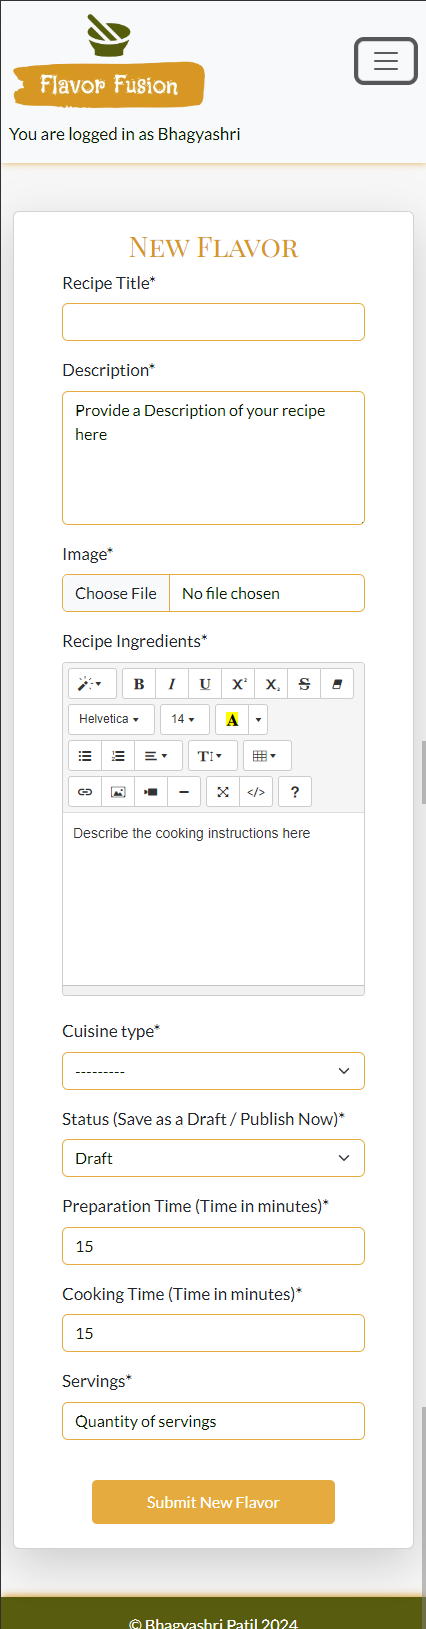 Flavor Fusion
You are logged in as Bhagyashri
New Flavor
Recipe Title*
Description*
Provide a Description of your recipe
here
Image*
Choose File No file chosen
Recipe Ingredients*
B I U X² X₂ S
Helvetica 14 A
T
</> ?
Describe the cooking instructions here
Cuisine type*
---------
Status (Save as a Draft / Publish Now)*
Draft
Preparation Time (Time in minutes)*
15
Cooking Time (Time in minutes)*
15
Servings*
Quantity of servings
Submit New Flavor
© Bhagyashri Patil 2024